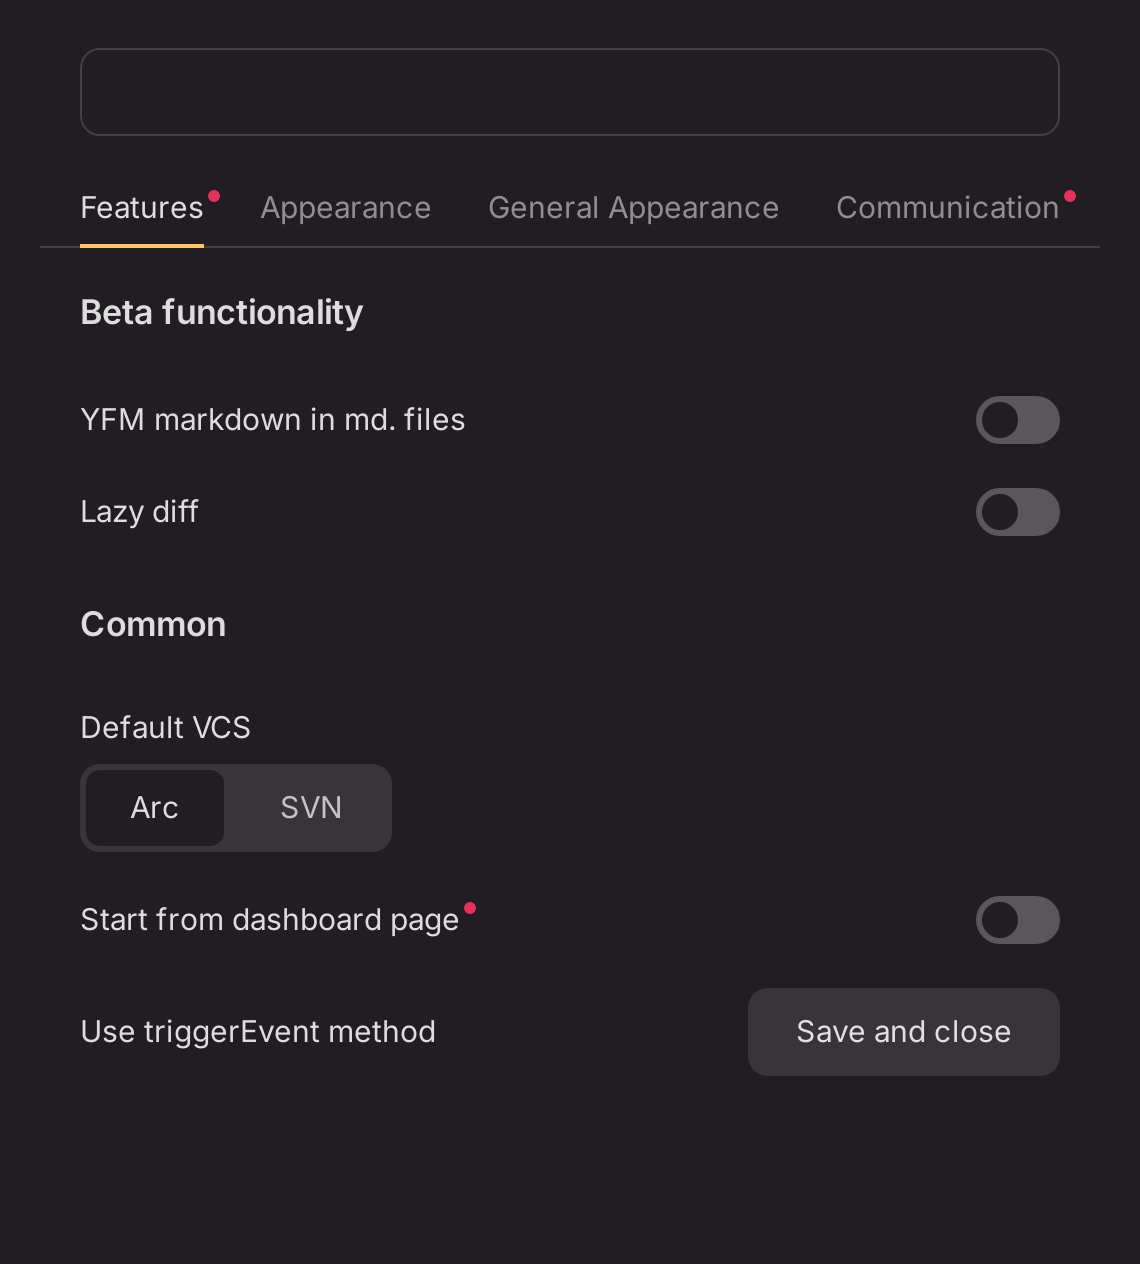 Features Appearance General Appearance Communication
Beta functionality
YFM markdown in md. files
Lazy diff
Common
Default VCS
Arc SVN
Start from dashboard page
Use triggerEvent method Save and close